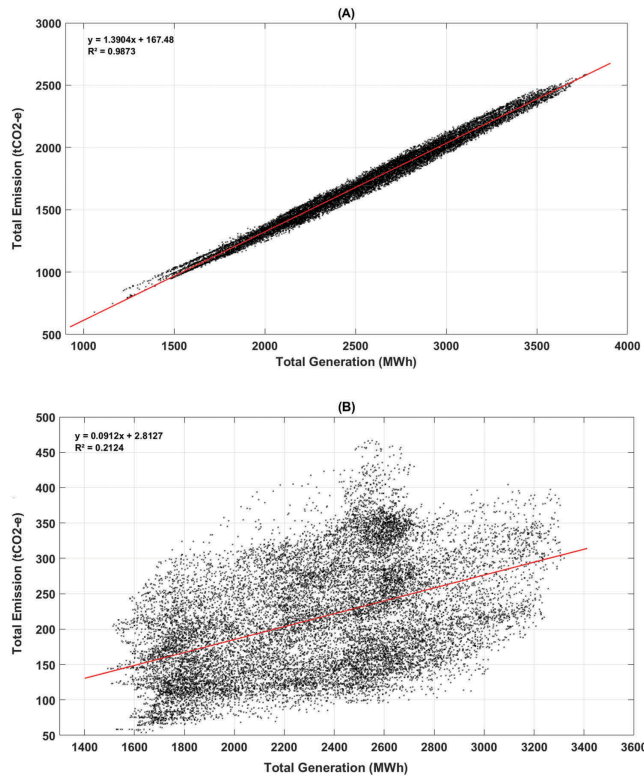 (A)
y = 1.3904x + 167.48
R² = 0.9873
Total Emission (tCO2-e)
3000
2500
2000
1500
1000
500
1000 1500 2000 2500 3000 3500 4000
Total Generation (MWh)
(B)
y = 0.0912x + 2.8127
R² = 0.2124
Total Emission (tCO2-e)
500
450
400
350
300
250
200
150
100
50
1400 1600 1800 2000 2200 2400 2600 2800 3000 3200 3400 3600
Total Generation (MWh)